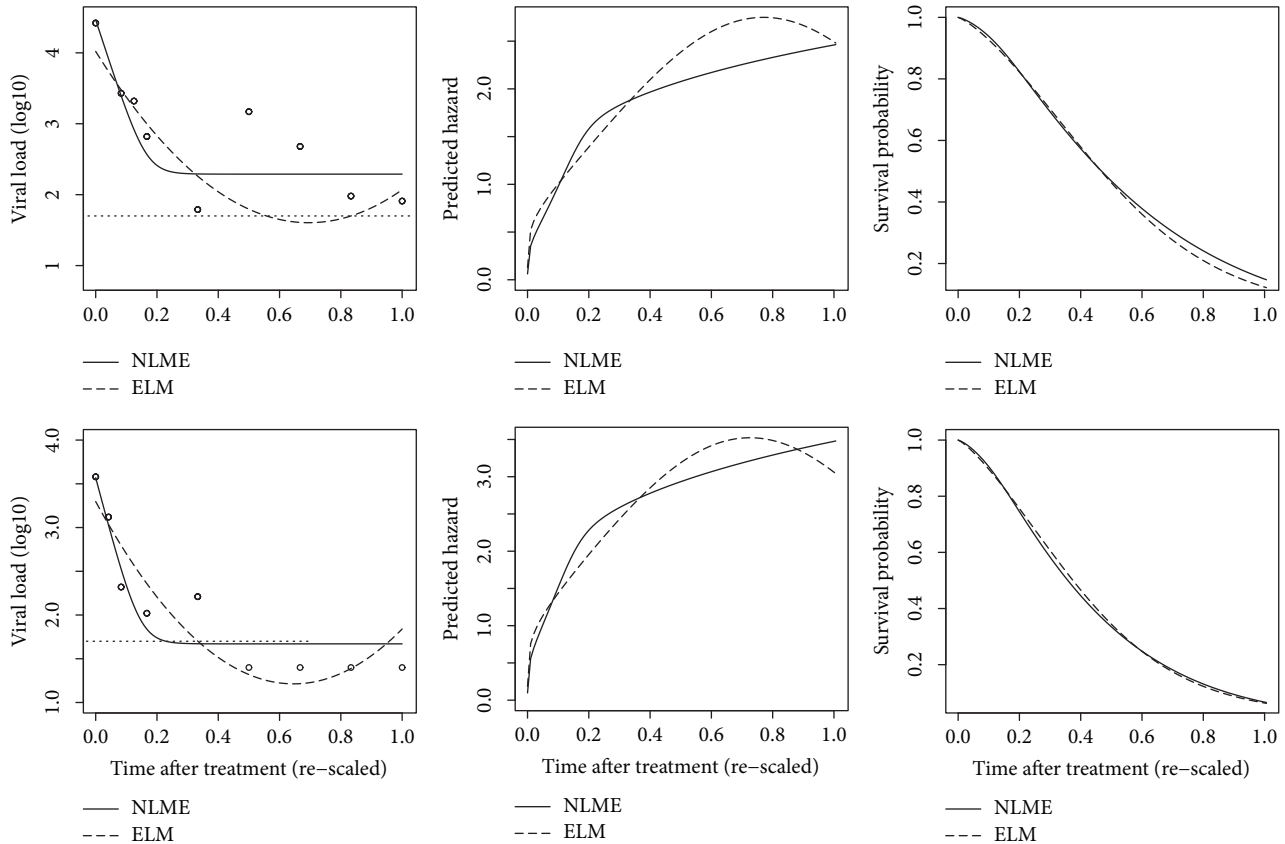 Viral load (log10)
4
3
2
1
0.0 0.2 0.4 0.6 0.8 1.0
NLME
ELM
Predicted hazard
2.0
1.0
0.0
0.0 0.2 0.4 0.6 0.8 1.0
NLME
ELM
Survival probability
1.0
0.8
0.6
0.4
0.2
0.0 0.2 0.4 0.6 0.8 1.0
NLME
ELM
Viral load (log10)
4.0
3.0
2.0
1.0
0.0 0.2 0.4 0.6 0.8 1.0
Time after treatment (re−scaled)
NLME
ELM
Predicted hazard
3.0
2.0
1.0
0.0
0.0 0.2 0.4 0.6 0.8 1.0
Time after treatment (re−scaled)
NLME
ELM
Survival probability
1.0
0.8
0.6
0.4
0.2
0.0 0.2 0.4 0.6 0.8 1.0
Time after treatment (re−scaled)
NLME
ELM